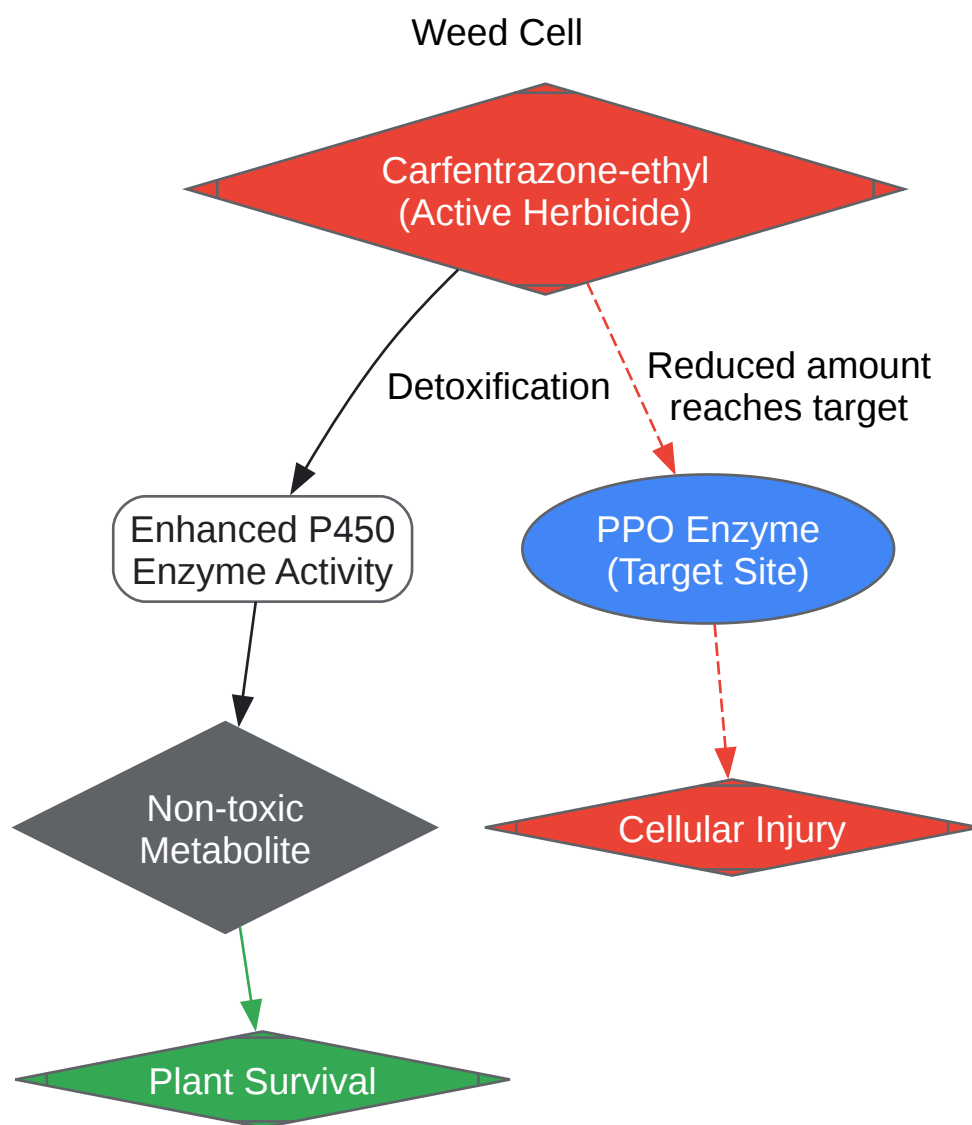 Weed Cell
Carfentrazone-ethyl
(Active Herbicide)
Detoxification
Reduced amount
reaches target
Enhanced P450
Enzyme Activity
PPO Enzyme
(Target Site)
Non-toxic
Metabolite
Cellular Injury
Plant Survival